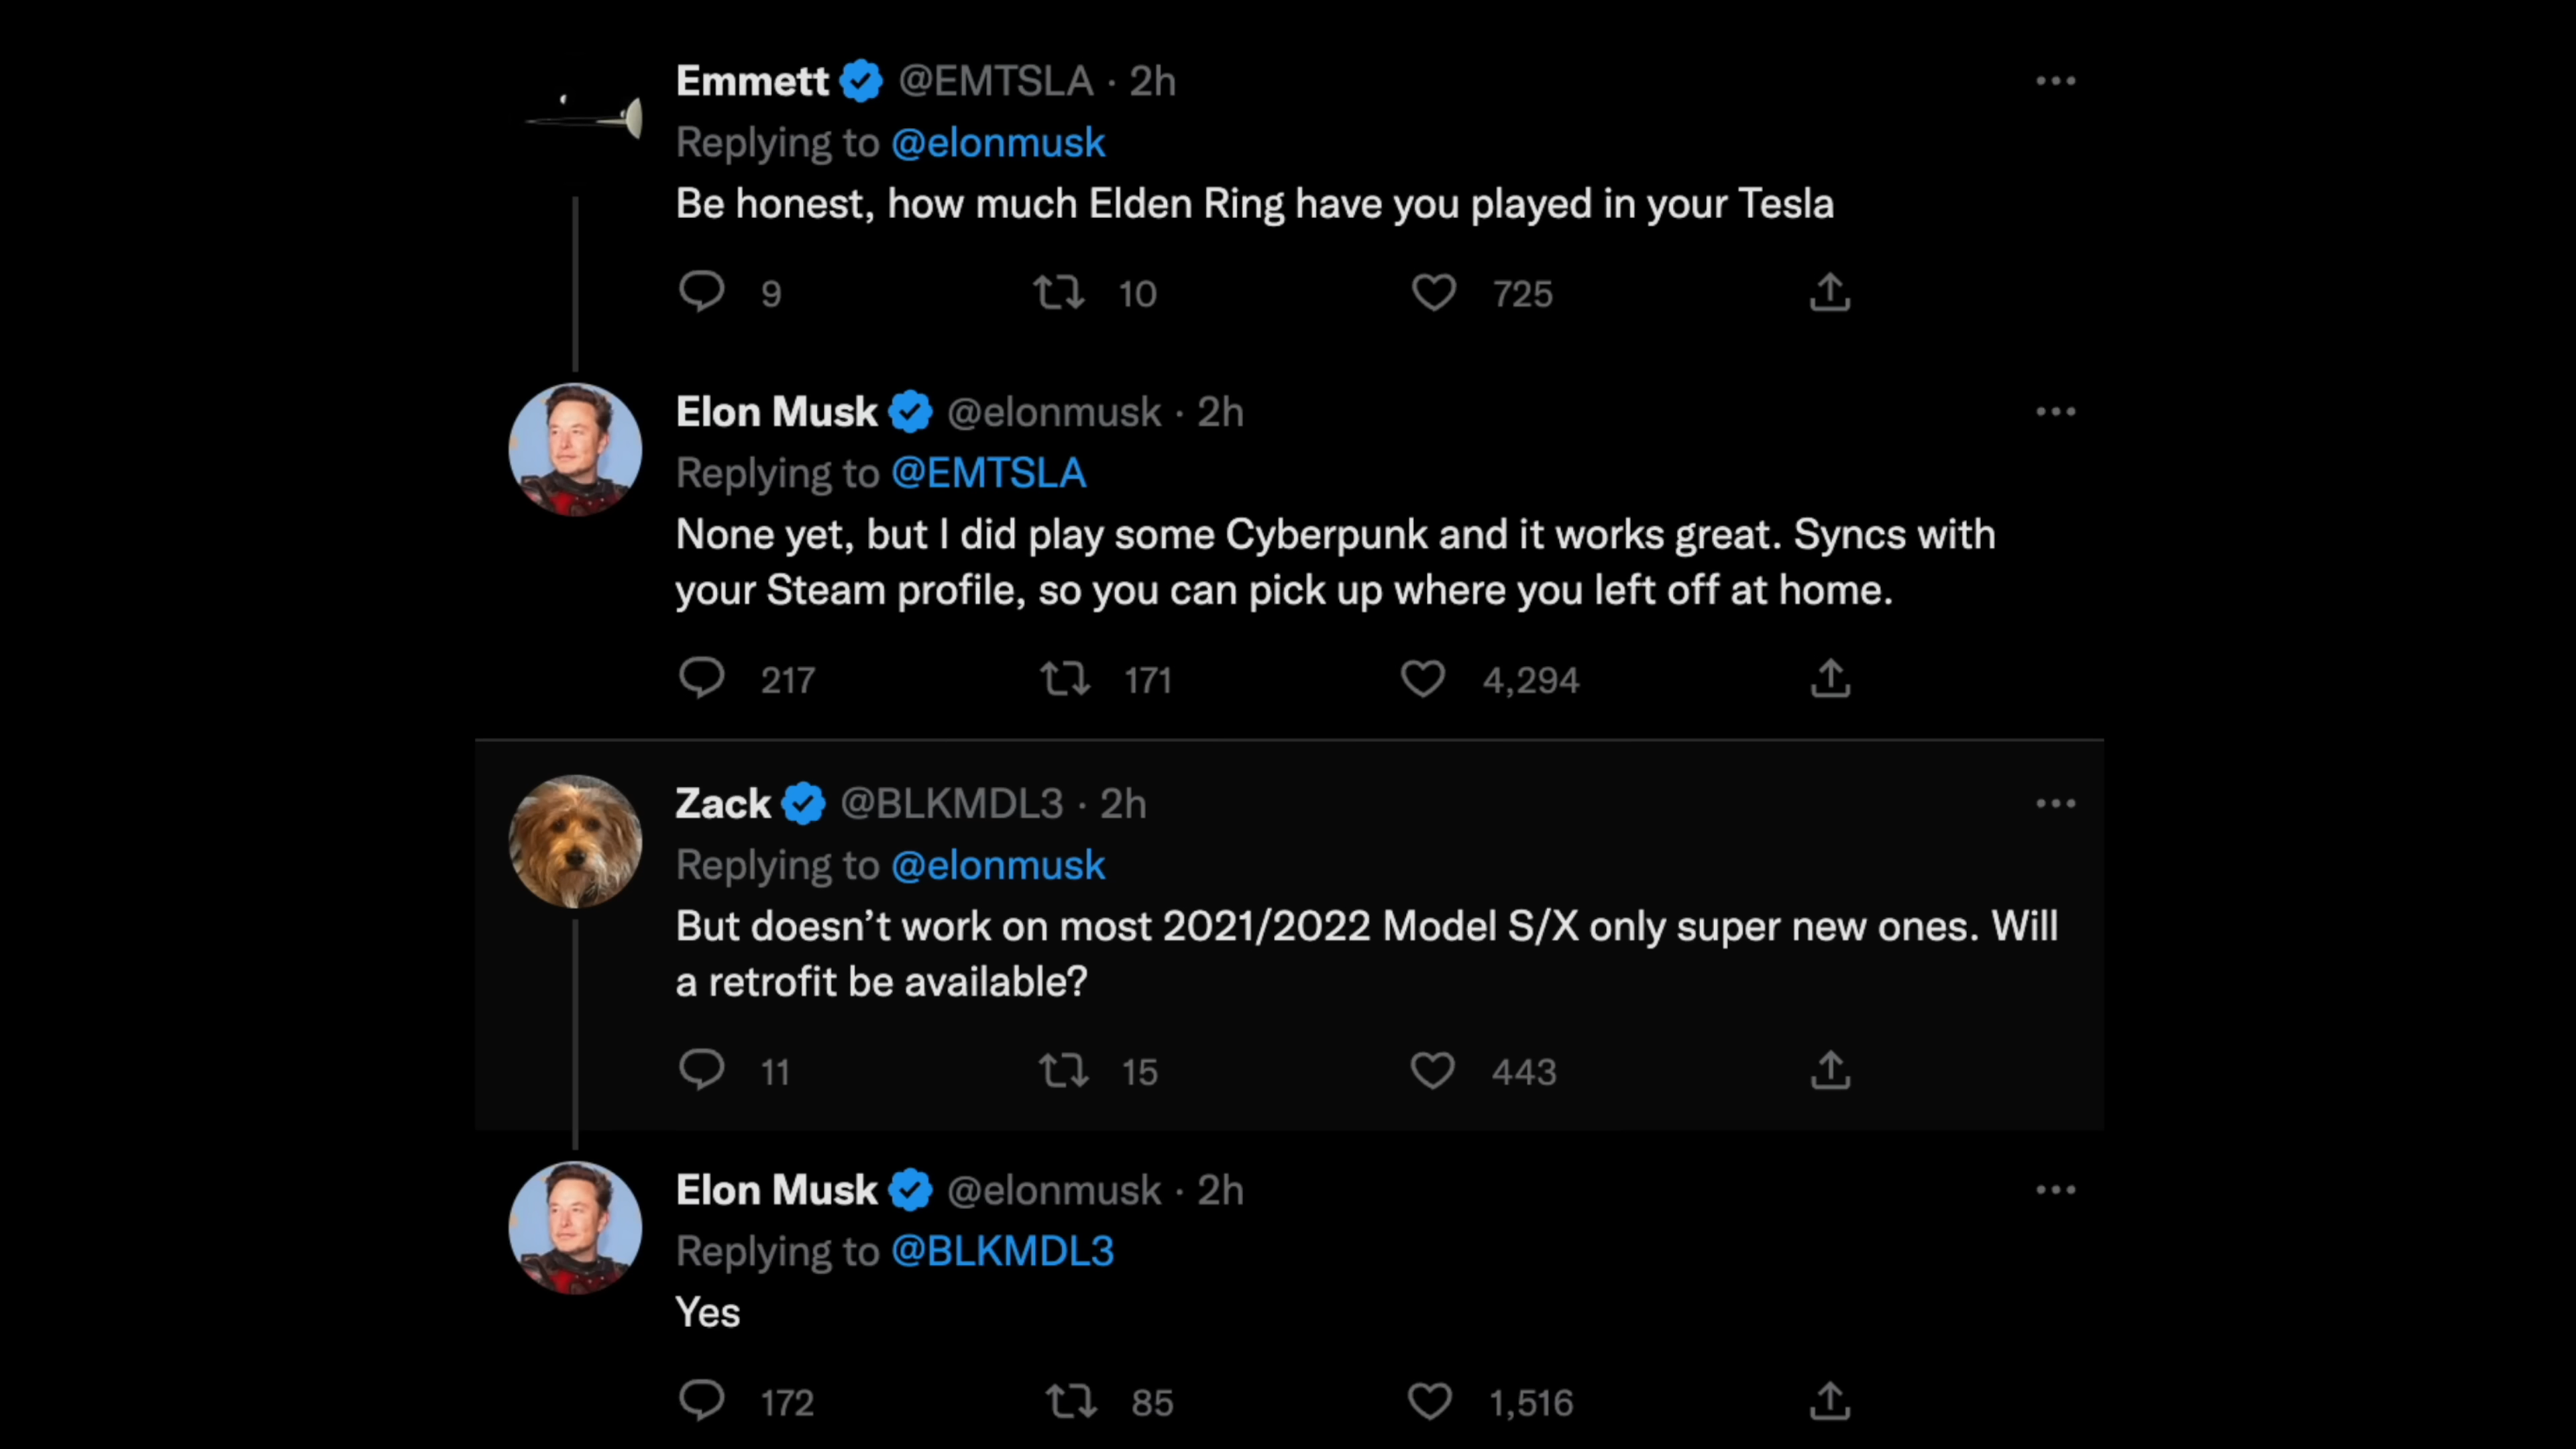 Emmett @EMTSLA · 2h
Replying to @elonmusk
Be honest, how much Elden Ring have you played in your Tesla
9 10 725
Elon Musk @elonmusk · 2h
Replying to @EMTSLA
None yet, but I did play some Cyberpunk and it works great. Syncs with
your Steam profile, so you can pick up where you left off at home.
217 171 4,294
Zack @BLKMDL3 · 2h
Replying to @elonmusk
But doesn’t work on most 2021/2022 Model S/X only super new ones. Will
a retrofit be available?
11 15 443
Elon Musk @elonmusk · 2h
Replying to @BLKMDL3
Yes
172 85 1,516